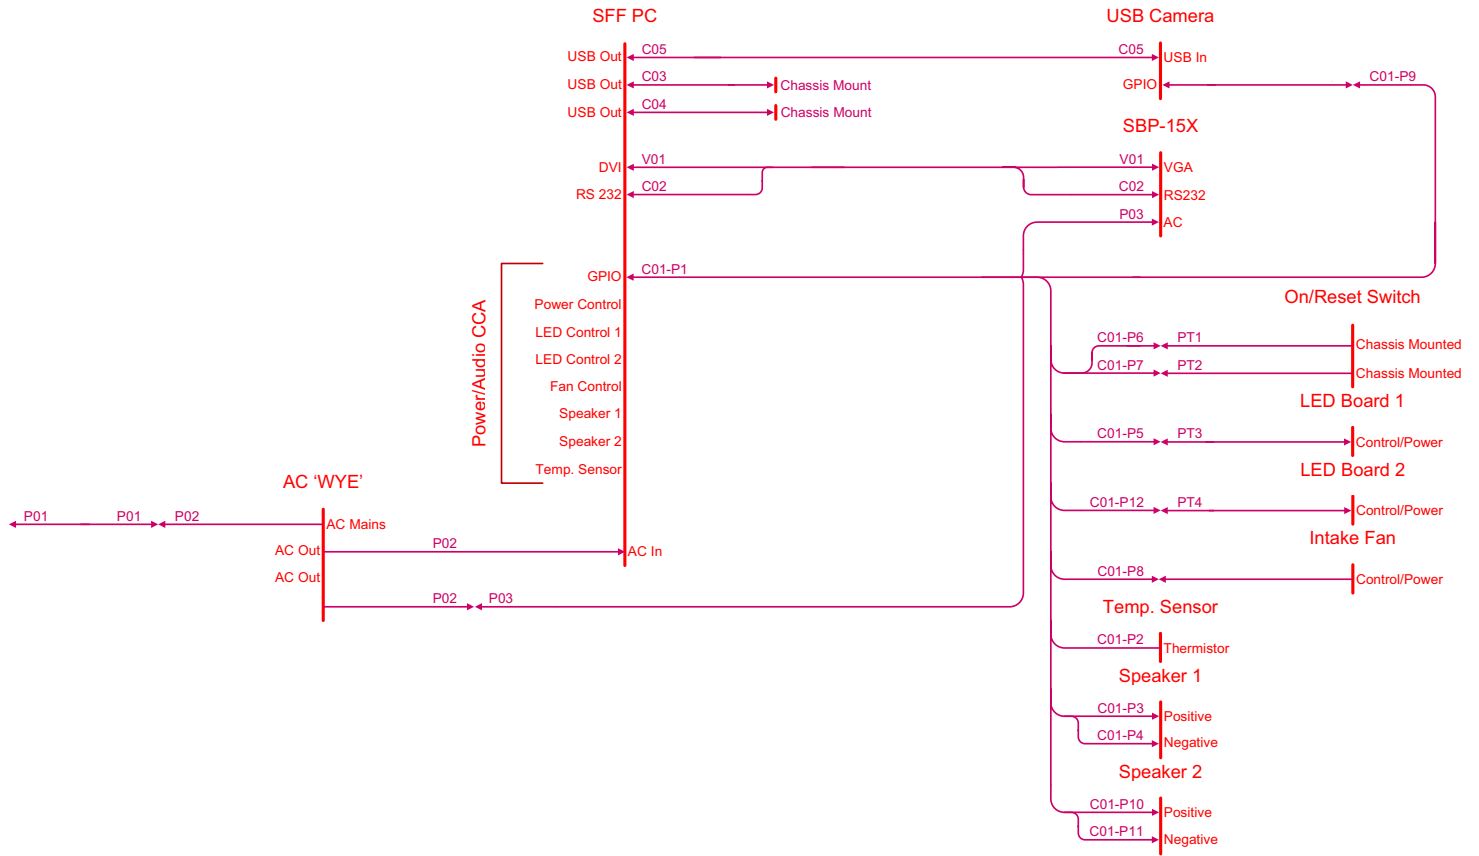 SFF PC
USB Camera
USB Out
C05
C05
USB In
USB Out
C03
Chassis Mount
GPIO
C01-P9
USB Out
C04
Chassis Mount
SBP-15X
DVI
V01
V01
VGA
RS 232
C02
C02
RS232
P03
AC
Power/Audio CCA
GPIO
C01-P1
Power Control
LED Control 1
LED Control 2
Fan Control
Speaker 1
Speaker 2
Temp. Sensor
On/Reset Switch
C01-P6
PT1
Chassis Mounted
C01-P7
PT2
Chassis Mounted
LED Board 1
C01-P5
PT3
Control/Power
LED Board 2
C01-P12
PT4
Control/Power
AC ‘WYE’
P01
P01
P02
AC Mains
AC Out
P02
AC In
AC Out
P02
P03
Intake Fan
C01-P8
Control/Power
Temp. Sensor
C01-P2
Thermistor
Speaker 1
C01-P3
Positive
C01-P4
Negative
Speaker 2
C01-P10
Positive
C01-P11
Negative